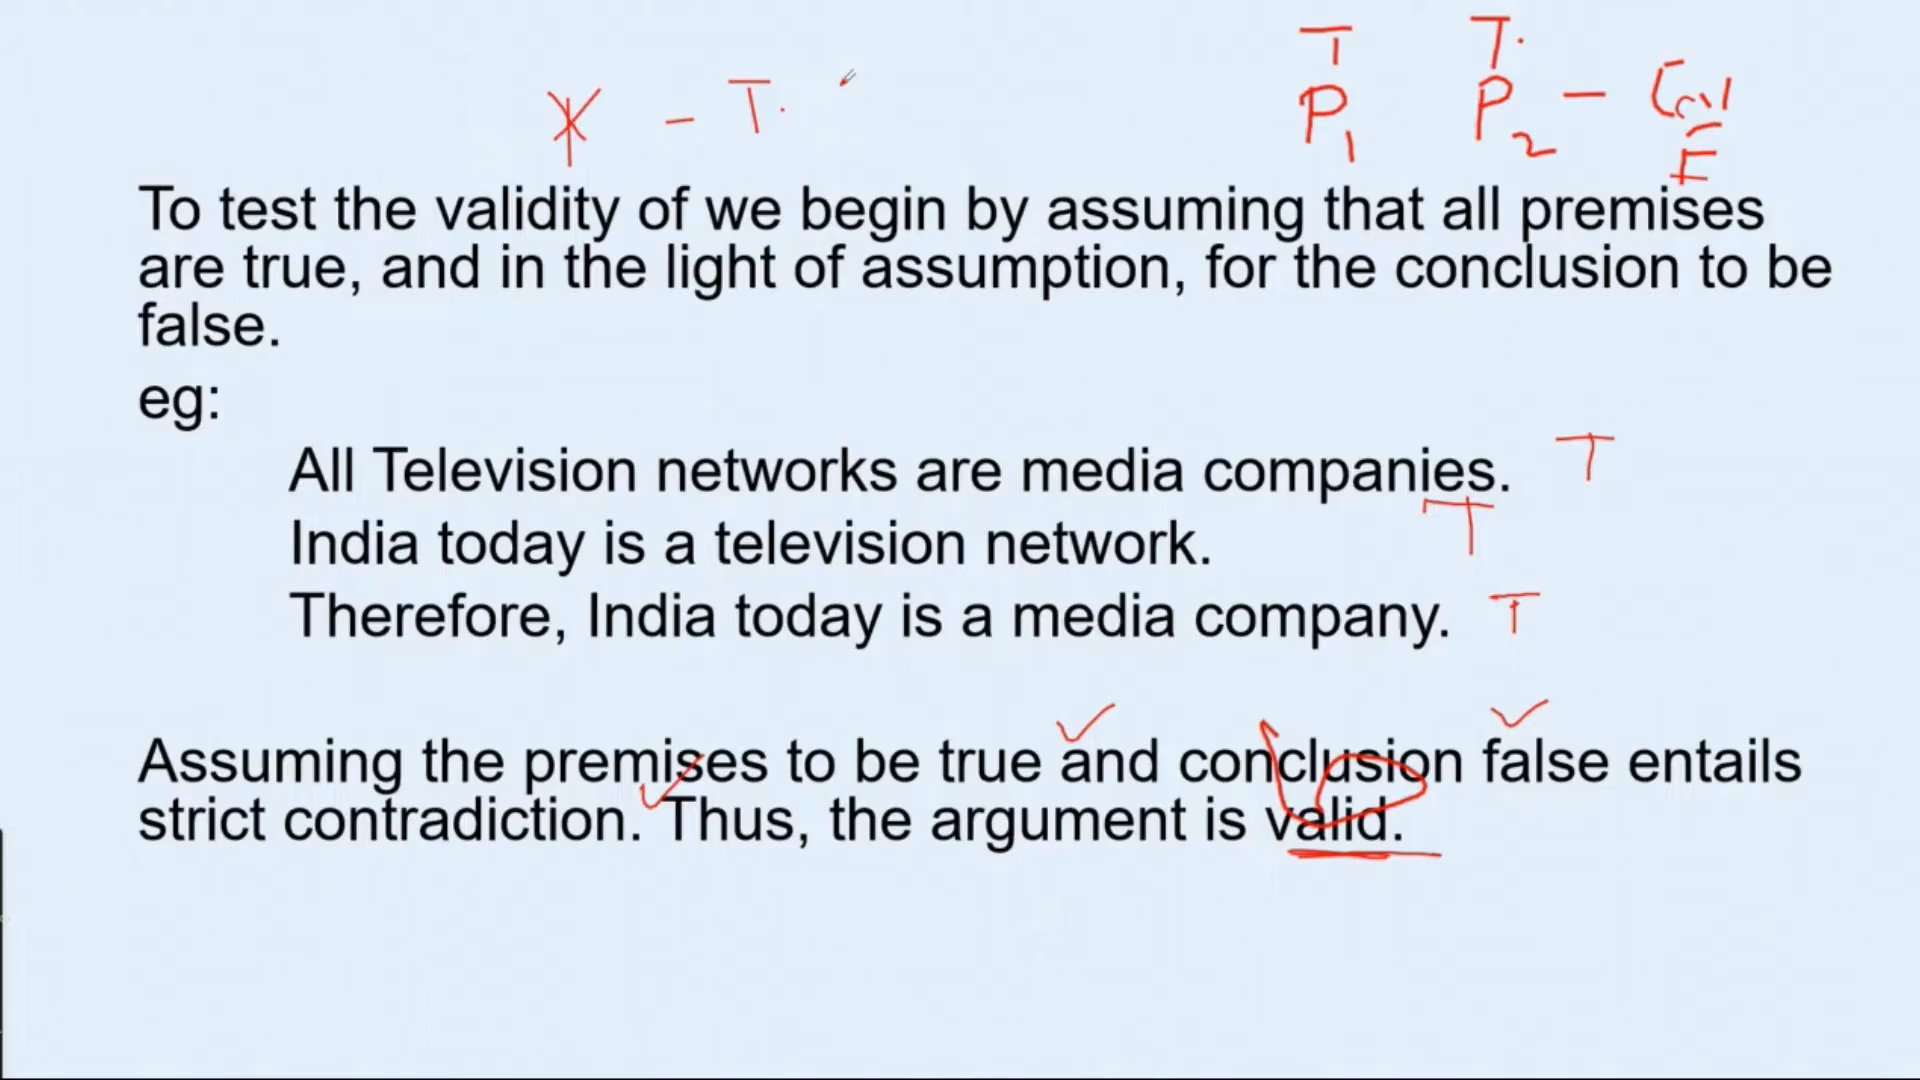 T T.
* - T. P1 P2 -
F
To test the validity of we begin by assuming that all premises
are true, and in the light of assumption, for the conclusion to be
false.
eg:
All Television networks are media companies. T
India today is a television network. T
Therefore, India today is a media company. T
Assuming the premises to be true and conclusion false entails
strict contradiction. Thus, the argument is valid.